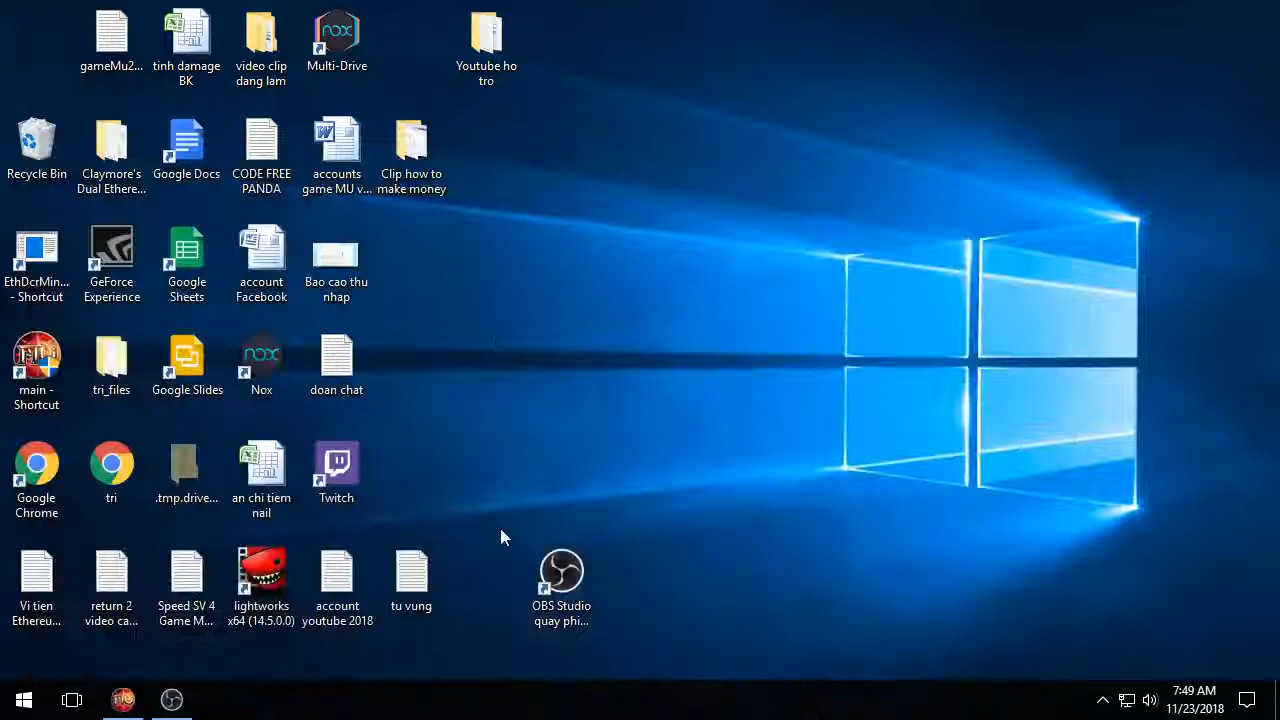 gameMu2...
tinh damage
BK
video clip
dang lam
Multi-Drive
Youtube ho
tro
Recycle Bin
Claymore's
Dual Ethere...
Google Docs
CODE FREE
PANDA
accounts
game MU v...
Clip how to
make money
EthDcrMin...
- Shortcut
GeForce
Experience
Google
Sheets
account
Facebook
Bao cao thu
nhap
main -
Shortcut
tri_files
Google Slides
Nox
doan chat
Google
Chrome
tri
.tmp.drive...
an chi tiem
nail
Twitch
Vi tien
Ethereu...
return 2
video ca...
Speed SV 4
Game M...
lightworks
x64 (14.5.0.0)
account
youtube 2018
tu vung
OBS Studio
quay phi...
7:49 AM
11/23/2018